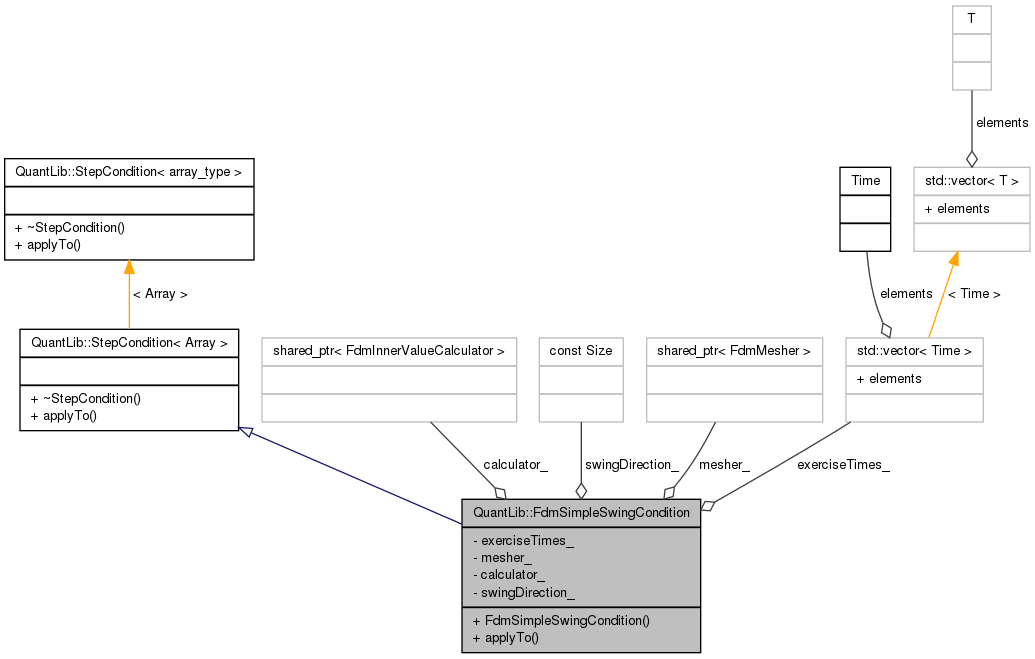 T
elements
QuantLib::StepCondition< array_type >
+ ~StepCondition()
+ applyTo()
Time
std::vector< T >
+ elements
< Array >
elements
< Time >
QuantLib::StepCondition< Array >
+ ~StepCondition()
+ applyTo()
shared_ptr< FdmInnerValueCalculator >
const Size
shared_ptr< FdmMesher >
std::vector< Time >
+ elements
calculator_
swingDirection_
mesher_
exerciseTimes_
QuantLib::FdmSimpleSwingCondition
- exerciseTimes_
- mesher_
- calculator_
- swingDirection_
+ FdmSimpleSwingCondition()
+ applyTo()